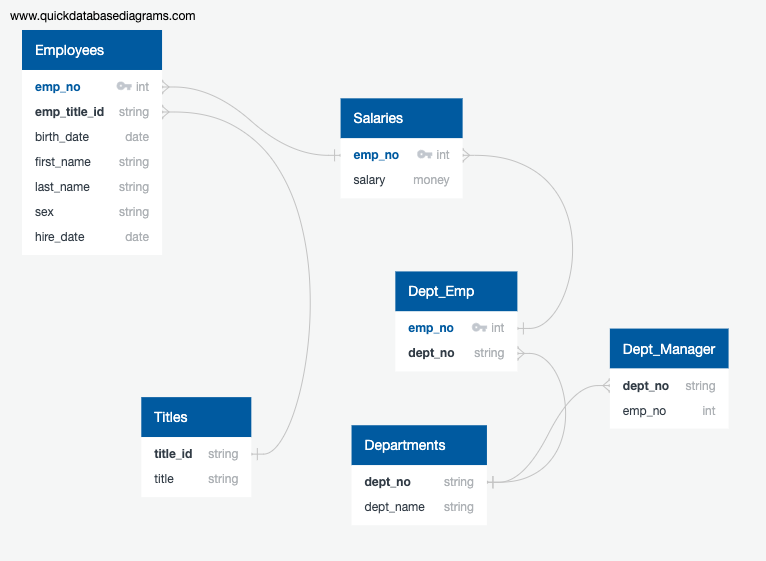 www.quickdatabasediagrams.com
Employees
emp_no int
emp_title_id string
birth_date date
first_name string
last_name string
sex string
hire_date date
Salaries
emp_no int
salary money
Dept_Emp
emp_no int
dept_no string
Dept_Manager
dept_no string
emp_no int
Titles
title_id string
title string
Departments
dept_no string
dept_name string